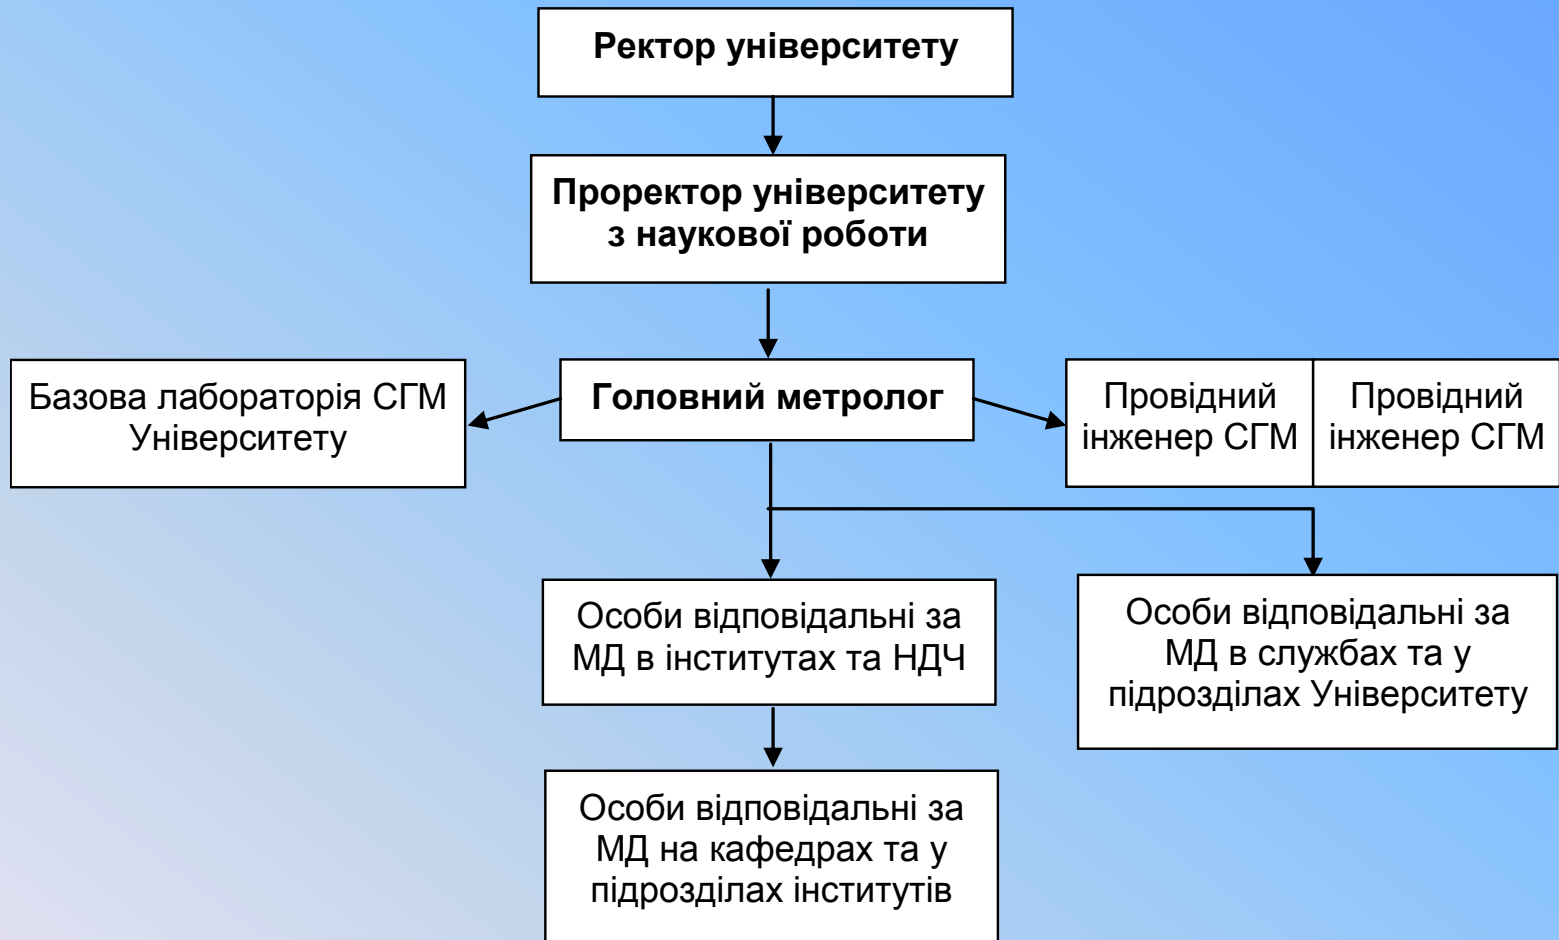 Ректор університету
Проректор університету
з наукової роботи
Базова лабораторія СГМ
Університету
Головний метролог
Провідний
інженер СГМ
Провідний
інженер СГМ
Особи відповідальні за
МД в інститутах та НДЧ
Особи відповідальні за
МД в службах та у
підрозділах Університету
Особи відповідальні за
МД на кафедрах та у
підрозділах інститутів